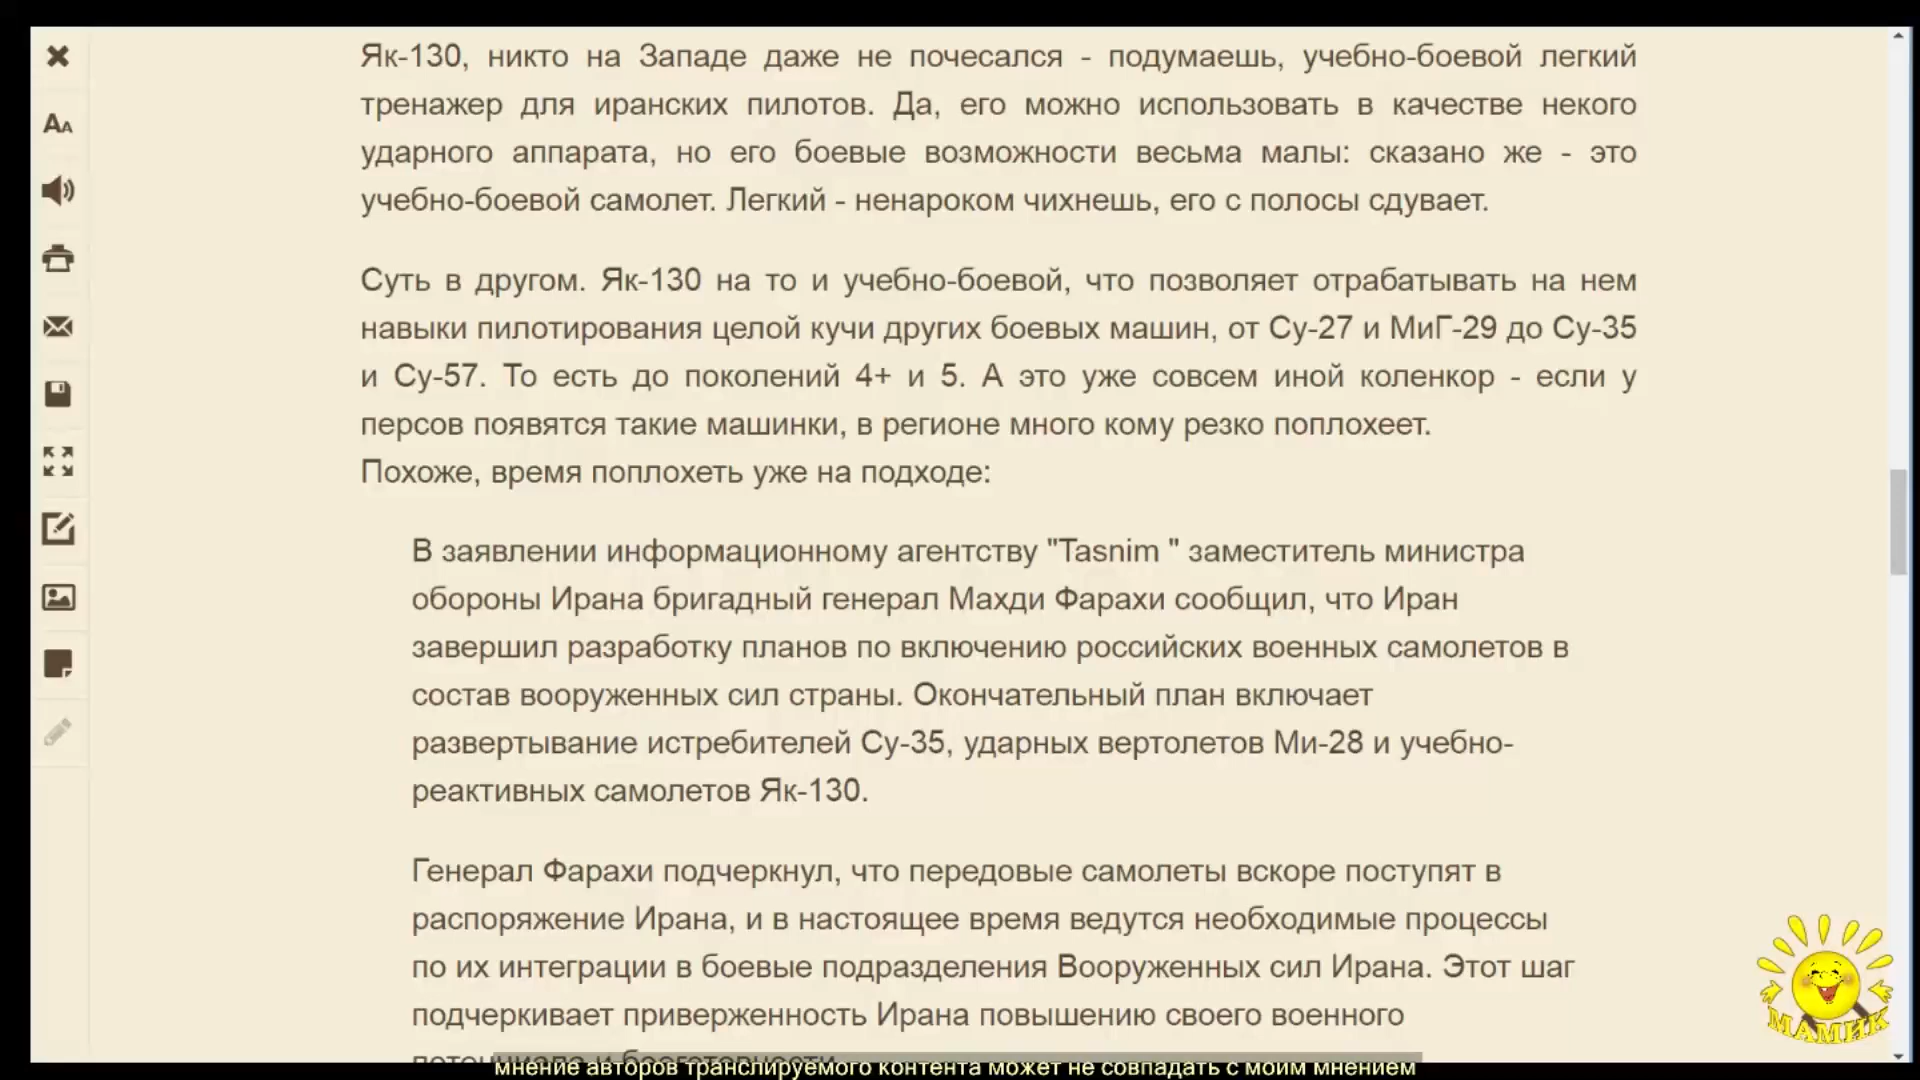 Як-130, никто на Западе даже не почесался - подумаешь, учебно-боевой легкий
тренажер для иранских пилотов. Да, его можно использовать в качестве некого
ударного аппарата, но его боевые возможности весьма малы: сказано же - это
учебно-боевой самолет. Легкий - ненароком чихнешь, его с полосы сдувает.
Суть в другом. Як-130 на то и учебно-боевой, что позволяет отрабатывать на нем
навыки пилотирования целой кучи других боевых машин, от Су-27 и МиГ-29 до Су-35
и Су-57. То есть до поколений 4+ и 5. А это уже совсем иной коленкор - если у
персов появятся такие машинки, в регионе много кому резко поплохеет.
Похоже, время поплохеть уже на подходе:
В заявлении информационному агентству "Tasnim " заместитель министра
обороны Ирана бригадный генерал Махди Фарахи сообщил, что Иран
завершил разработку планов по включению российских военных самолетов в
состав вооруженных сил страны. Окончательный план включает
развертывание истребителей Су-35, ударных вертолетов Ми-28 и учебно-
реактивных самолетов Як-130.
Генерал Фарахи подчеркнул, что передовые самолеты вскоре поступят в
распоряжение Ирана, и в настоящее время ведутся необходимые процессы
по их интеграции в боевые подразделения Вооруженных сил Ирана. Этот шаг
подчеркивает приверженность Ирана повышению своего военного
потенциала и боеготовности
МАМИК
мнение авторов транслируемого контента может не совпадать с моим мнением